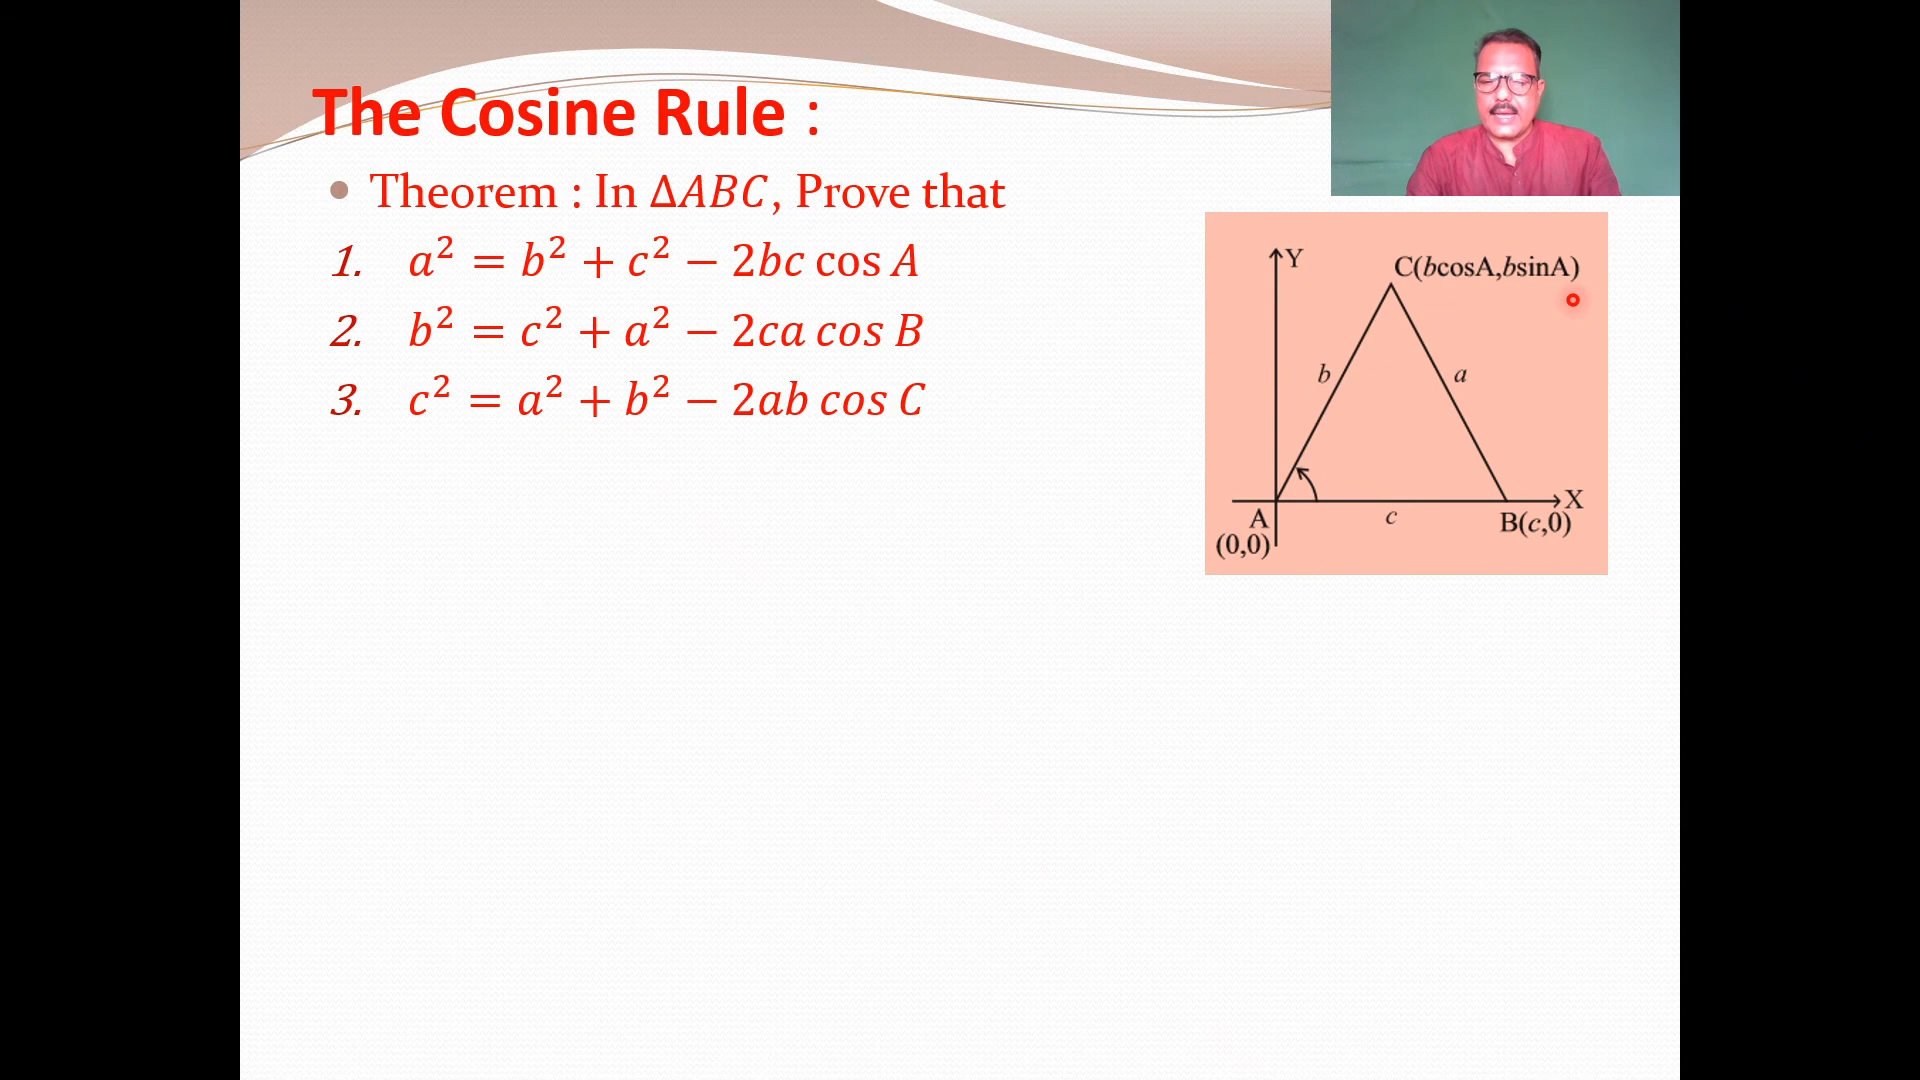 The Cosine Rule :
Theorem : In ∆ABC, Prove that
1. a² = b² + c² − 2bc cos A
2. b² = c² + a² − 2ca cos B
3. c² = a² + b² − 2ab cos C
Y
C(bcosA,bsinA)
b
a
X
A
c
B(c,0)
(0,0)